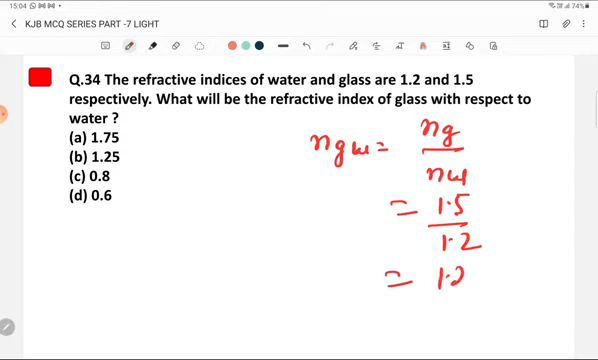 15:04
74%
KJB MCQ SERIES PART -7 LIGHT
Q.34 The refractive indices of water and glass are 1.2 and 1.5
respectively. What will be the refractive index of glass with respect to
water ?
(a) 1.75
(b) 1.25
(c) 0.8
(d) 0.6
ngw = ng
nw
= 1.5
1.2
= 1.2